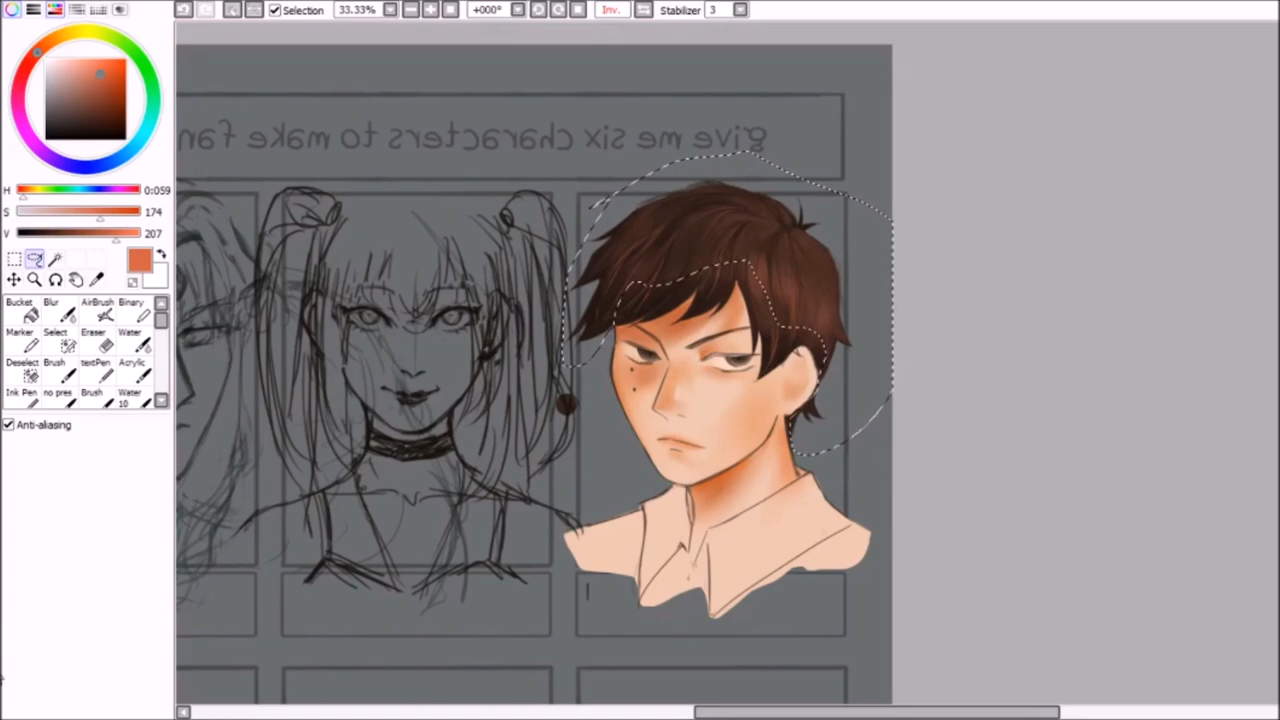 Selection 33.33% +000° Inv. Stabilizer 3
give me six characters to make fan
H 0:059
S 174
V 207
Bucket Blur AirBrush Binary
Marker Select Eraser Water
Deselect Brush textPen Acrylic
Ink Pen no pres Brush Water
10
Anti-aliasing